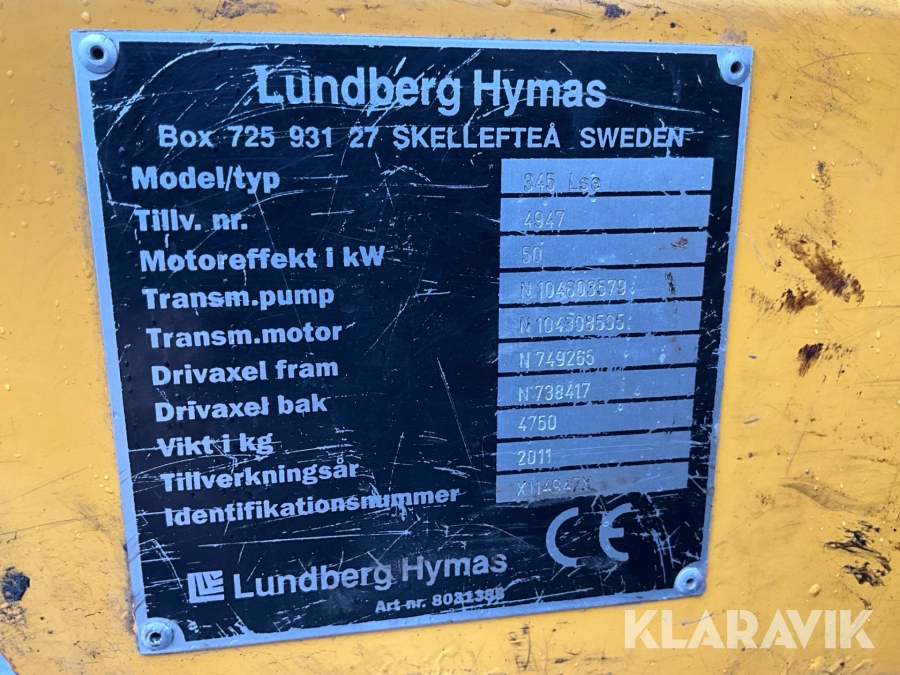 Lundberg Hymas
Box 725 931 27 SKELLEFTEÅ SWEDEN
Model/typ 345 Lse
Tillv. nr. 4947
Motoreffekt i kW 50
Transm.pump
Transm.motor
Drivaxel fram N 749265
Drivaxel bak N 738417
Vikt i kg 4750
Tillverkningsår 2011
Identifikationsnummer
CE
Lundberg Hymas
Art nr.
KLARAVIK